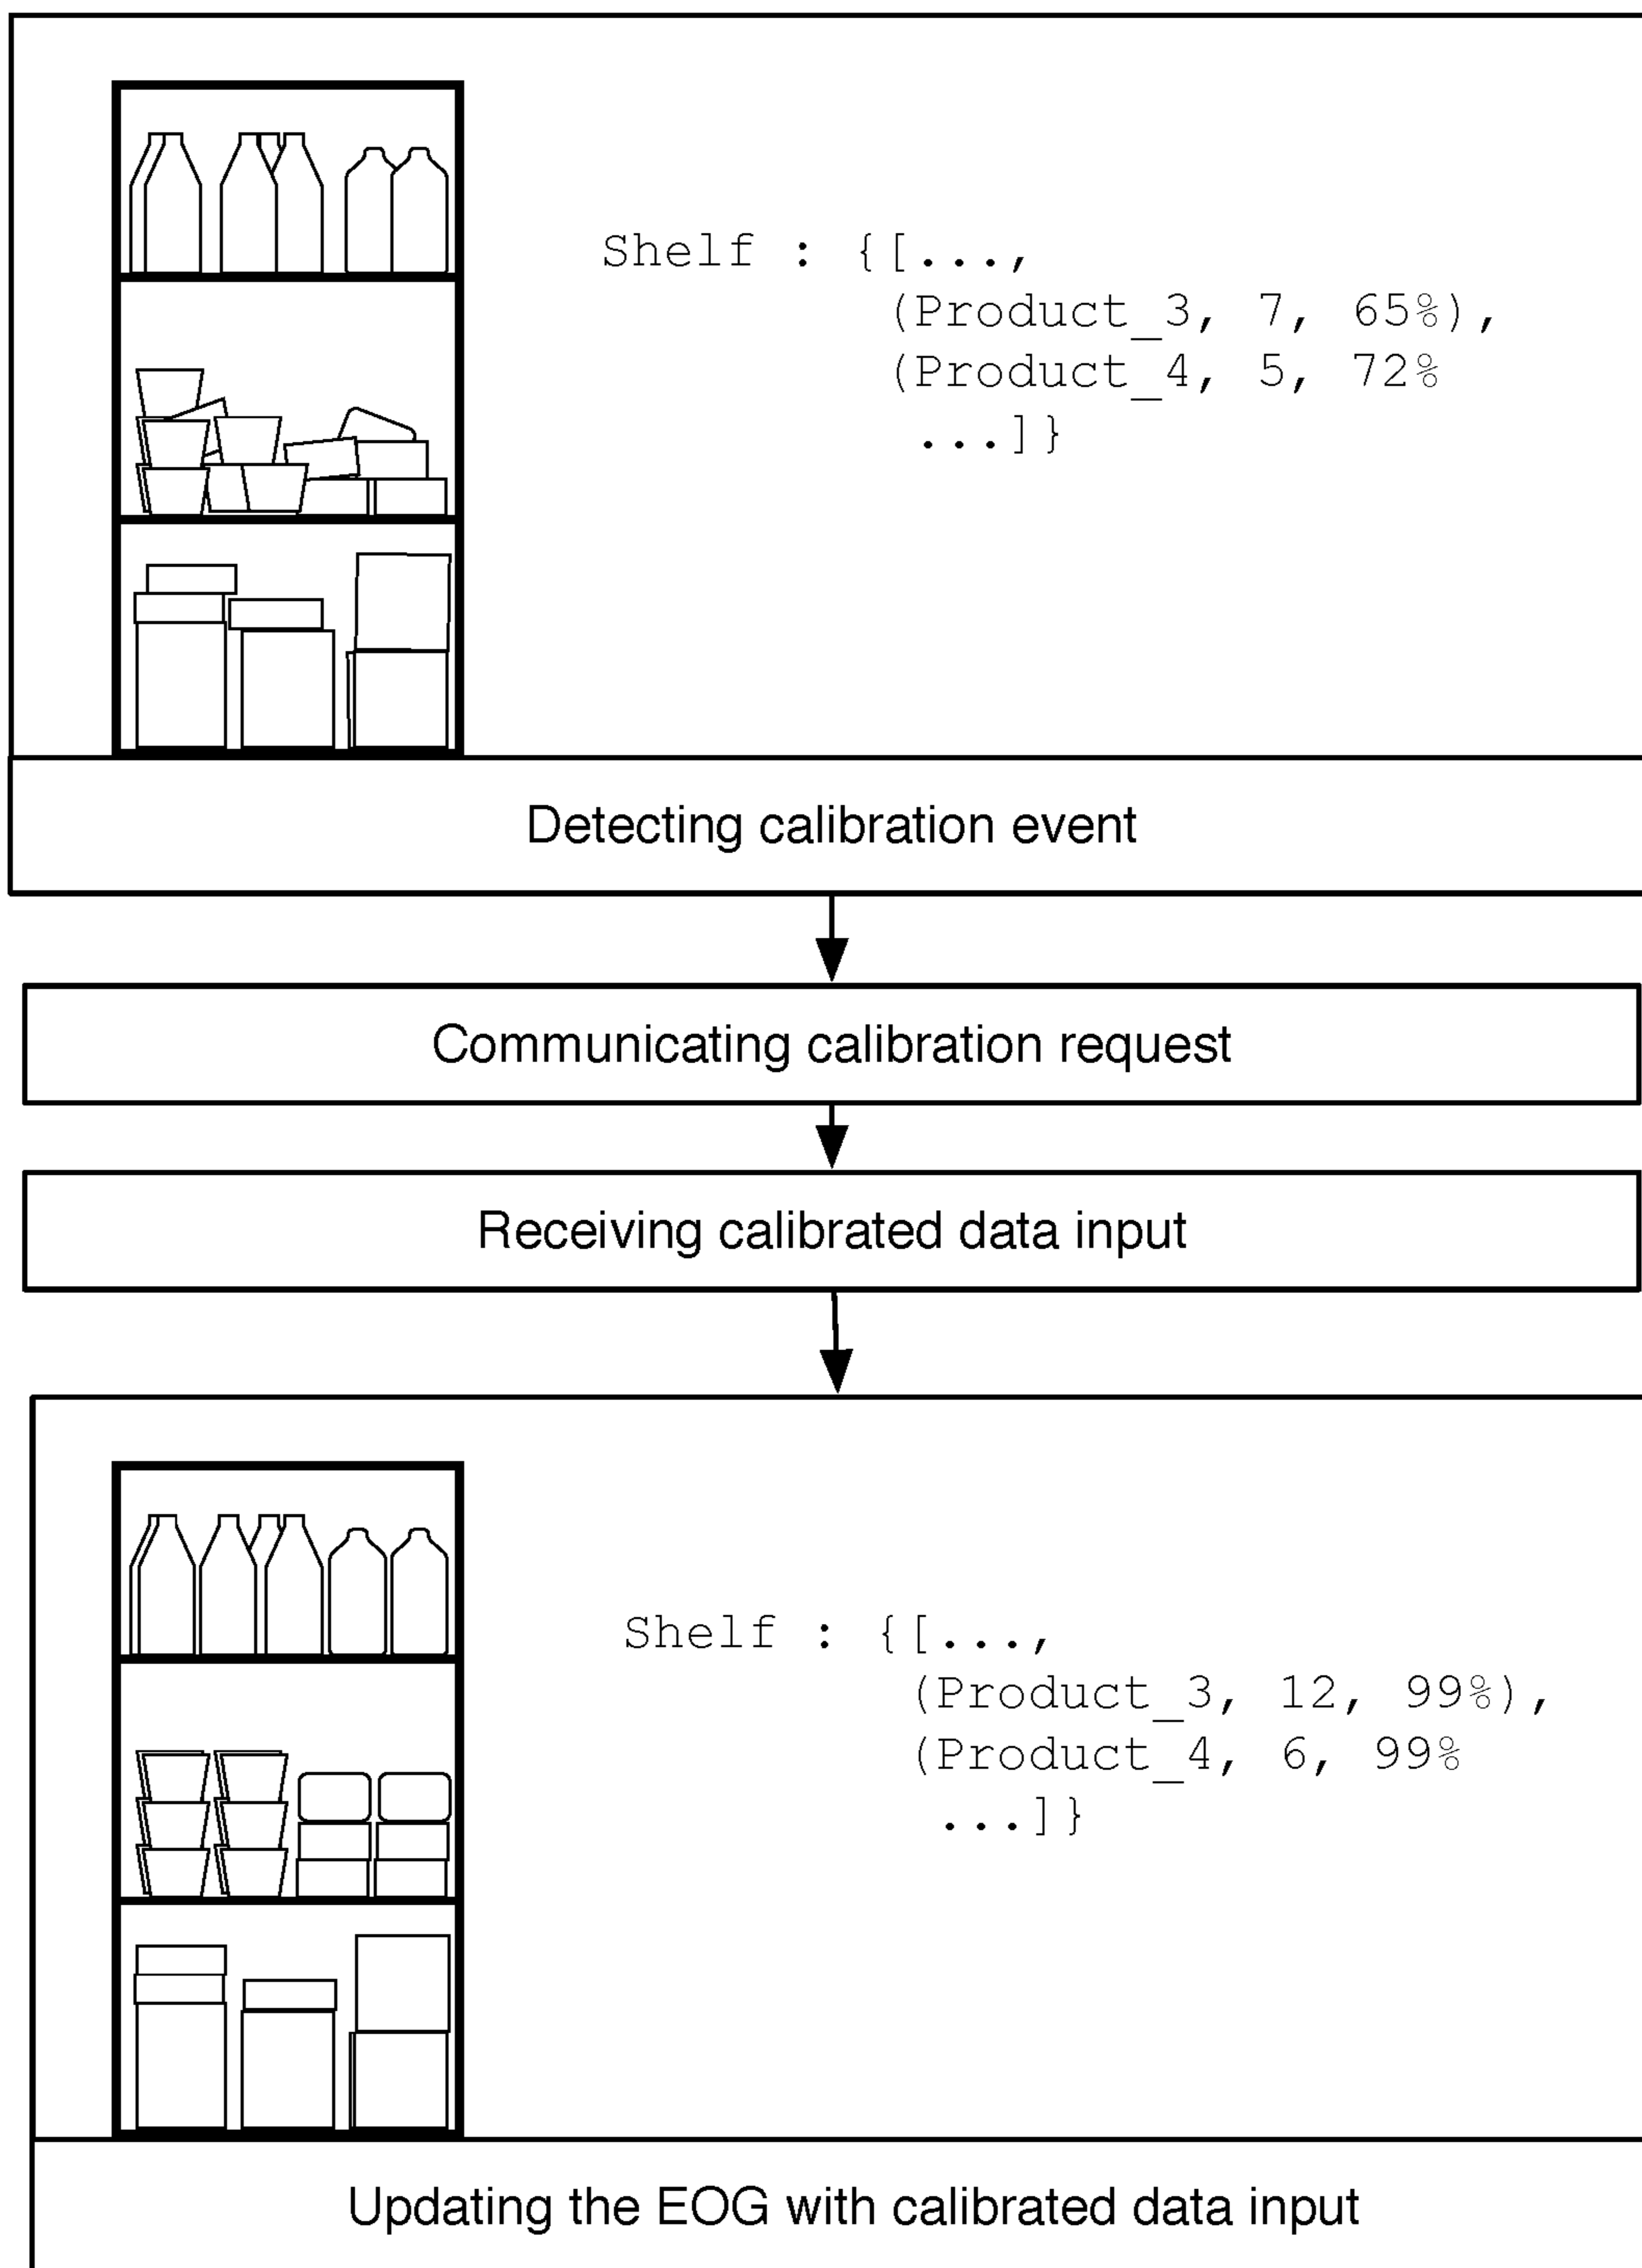 Shelf : {[...,
(Product_3, 7, 65%),
(Product_4, 5, 72%
...]}
Detecting calibration event
Communicating calibration request
Receiving calibrated data input
Shelf : {[...,
(Product_3, 12, 99%),
(Product_4, 6, 99%
...]}
Updating the EOG with calibrated data input